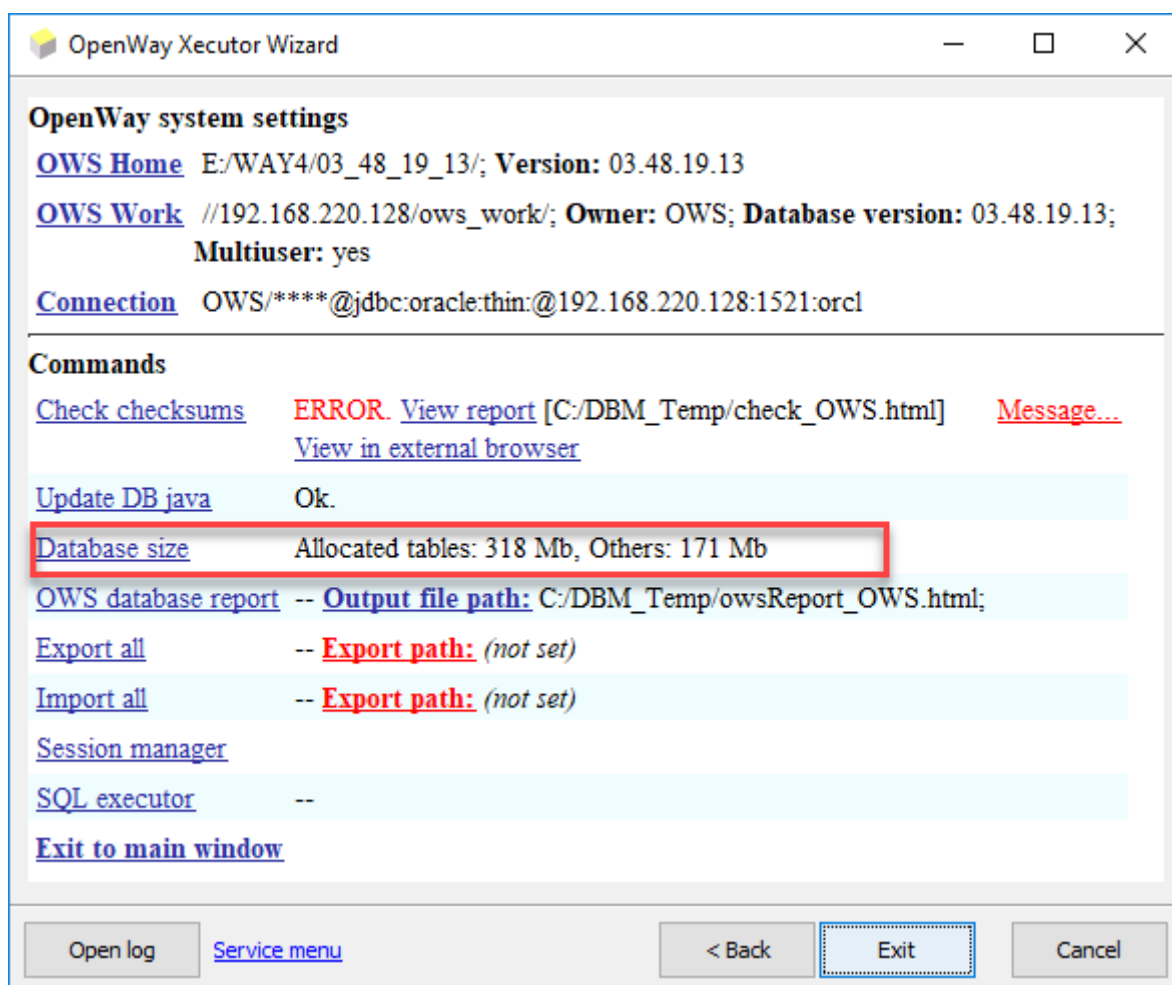 OpenWay Xecutor Wizard
OpenWay system settings
OWS Home E:/WAY4/03_48_19_13/; Version: 03.48.19.13
OWS Work //192.168.220.128/ows_work/; Owner: OWS; Database version: 03.48.19.13;
Multiuser: yes
Connection OWS/****@jdbc:oracle:thin:@192.168.220.128:1521:orcl
Commands
Check checksums ERROR. View report [C:/DBM_Temp/check_OWS.html] Message...
View in external browser
Update DB java Ok.
Database size Allocated tables: 318 Mb, Others: 171 Mb
OWS database report -- Output file path: C:/DBM_Temp/owsReport_OWS.html;
Export all -- Export path: (not set)
Import all -- Export path: (not set)
Session manager
SQL executor --
Exit to main window
Open log Service menu < Back Exit Cancel